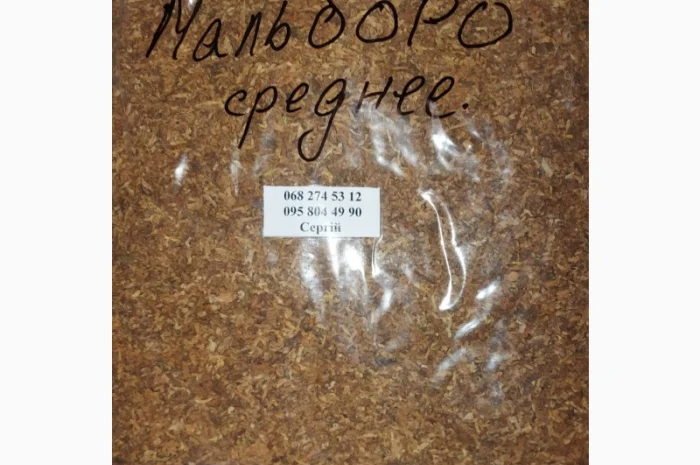 Мальборо
среднее.
068 274 53 12
095 804 49 90
Сергій